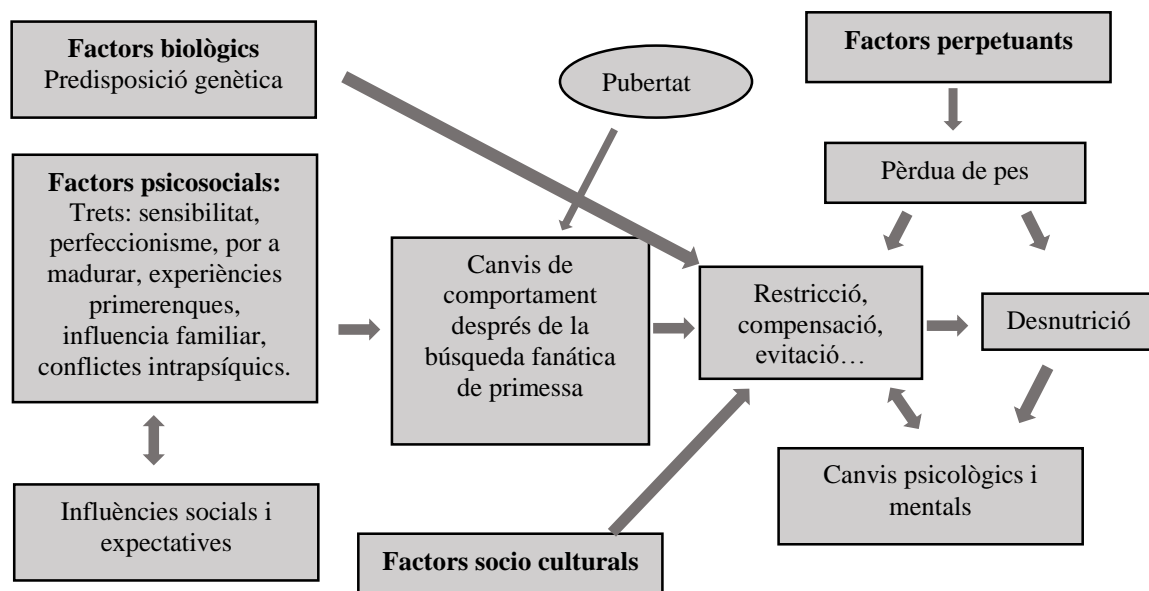 Factors biològics
Predisposició genètica
Pubertat
Factors perpetuants
Factors psicosocials:
Trets: sensibilitat,
perfeccionisme, por a
madurar, experiències
primerenques,
influencia familiar,
conflictes intrapsíquics.
Pèrdua de pes
Canvis de
comportament
després de la
búsqueda fanática
de primessa
Restricció,
compensació,
evitació…
Desnutrició
Influències socials i
expectatives
Factors socio culturals
Canvis psicològics i
mentals